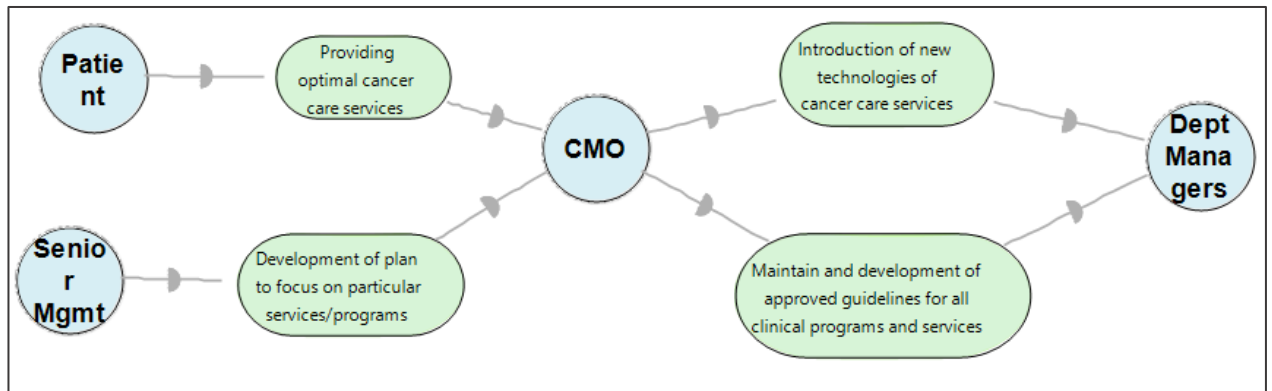 Patie
nt
Providing
optimal cancer
care services
Introduction of new
technologies of
cancer care services
CMO
Dept
Mana
gers
Senio
r
Mgmt
Development of plan
to focus on particular
services/programs
Maintain and development of
approved guidelines for all
clinical programs and services